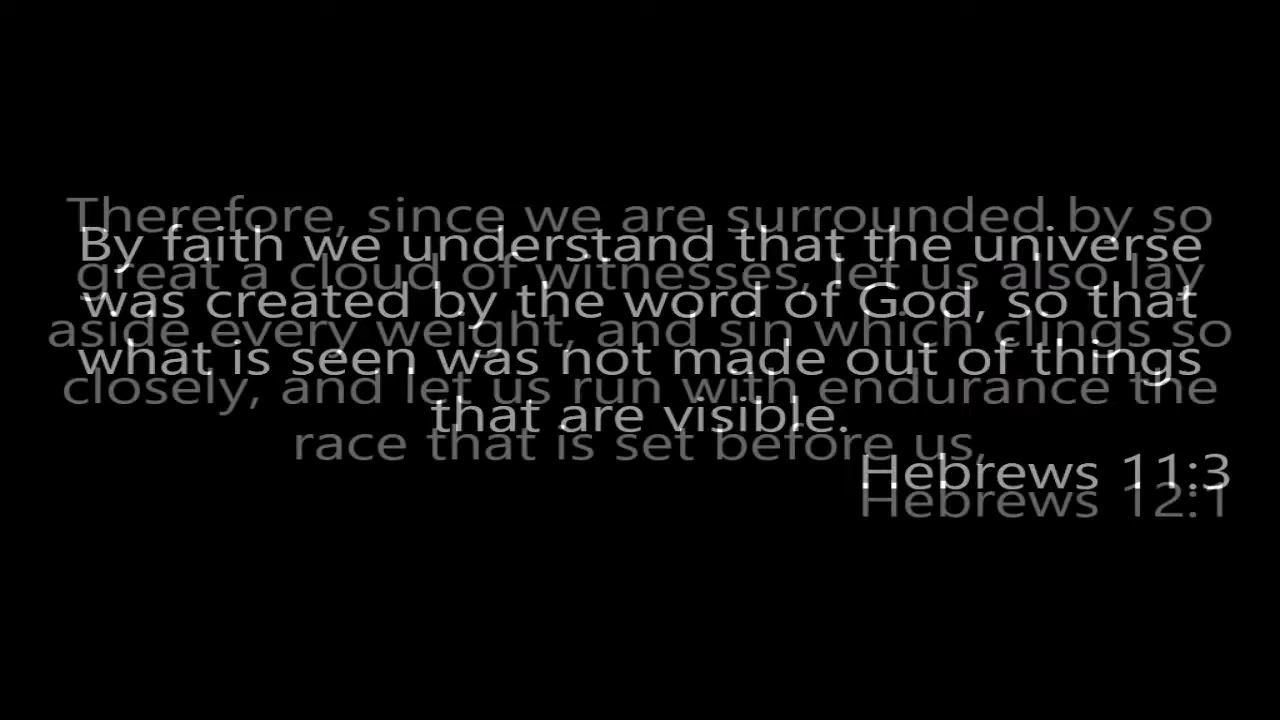 Therefore, since we are surrounded by so
great a cloud of witnesses, let us also lay
aside every weight, and sin which clings so
closely, and let us run with endurance the
race that is set before us,
Hebrews 12:1
By faith we understand that the universe
was created by the word of God, so that
what is seen was not made out of things
that are visible.
Hebrews 11:3